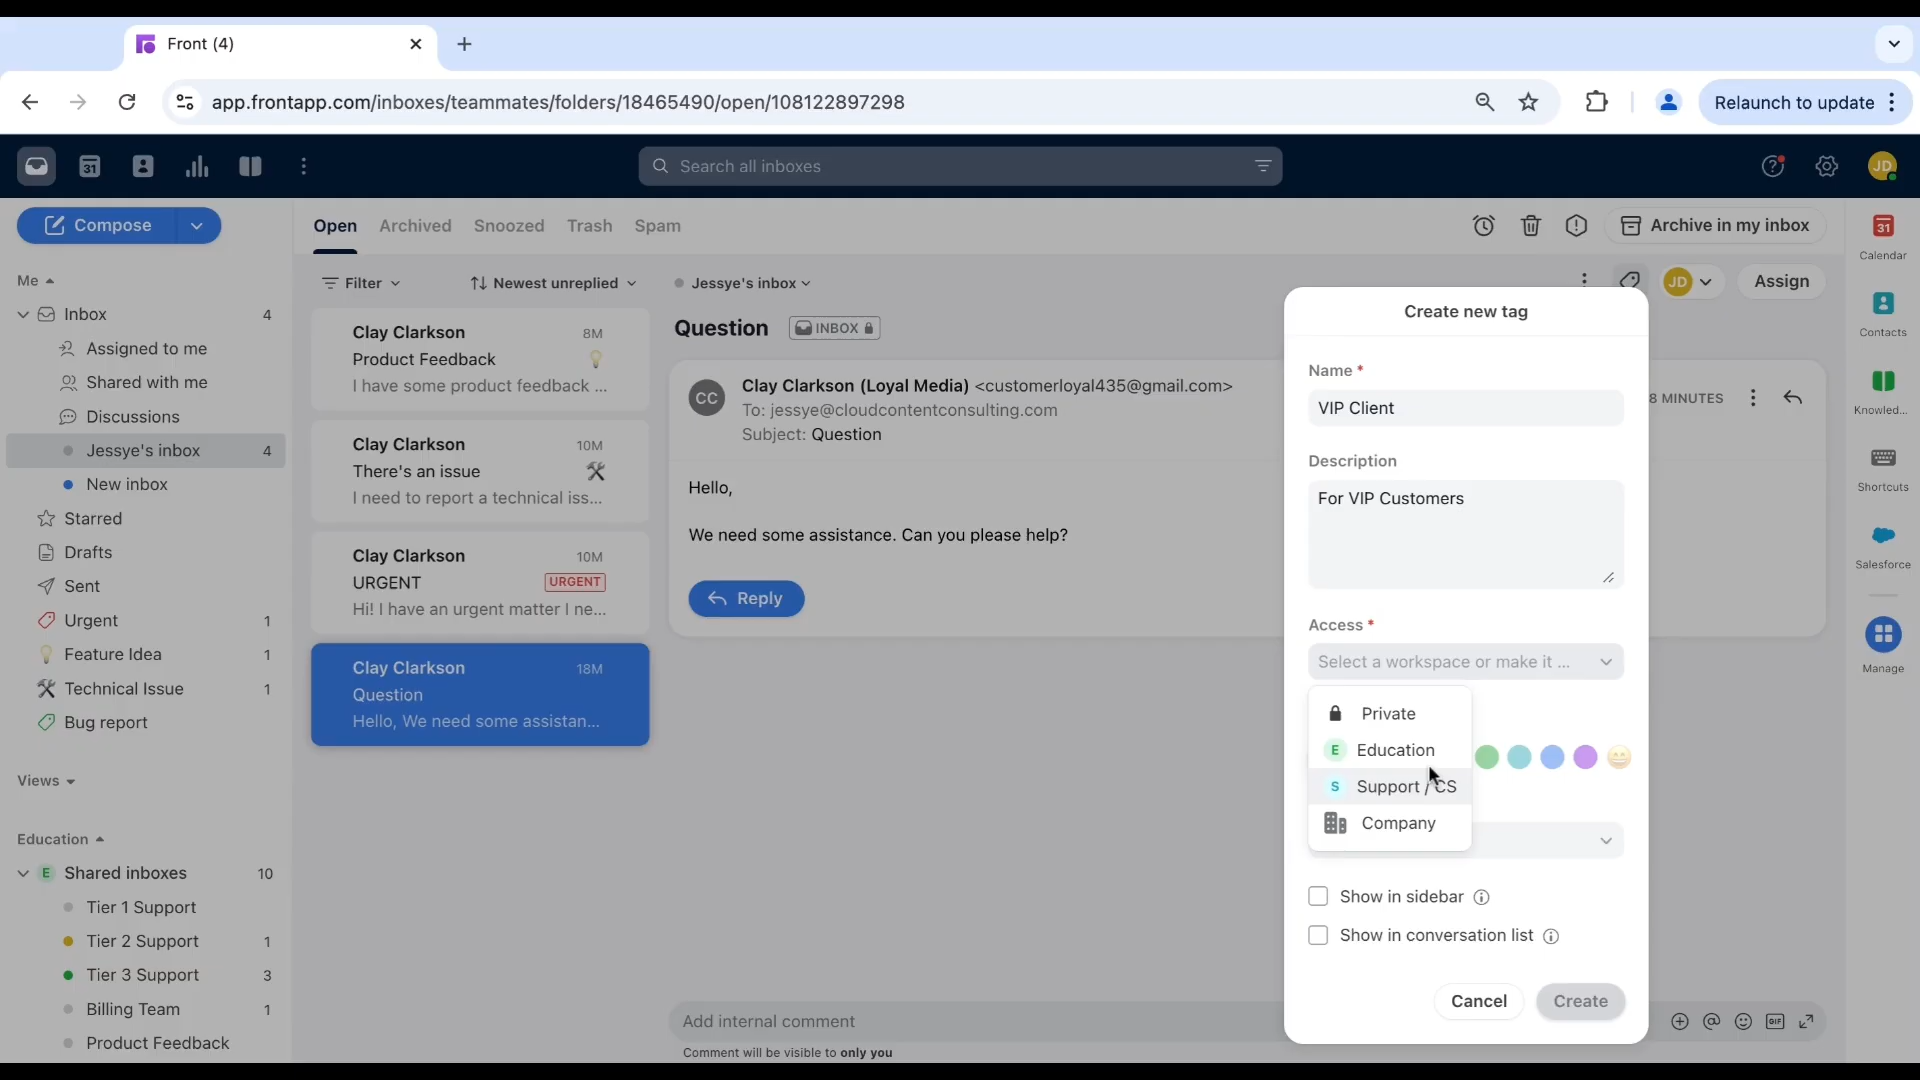 Front (4)
app.frontapp.com/inboxes/teammates/folders/18465490/open/108122897298
Relaunch to update
31
Search all inboxes
JD
Compose
Open
Archived
Snoozed
Trash
Spam
Archive in my inbox
31
Calendar
Me
Filter
Newest unreplied
Jessye's inbox
JD
Assign
Inbox 4
Assigned to me
Shared with me
Discussions
Jessye's inbox 4
New inbox
Starred
Drafts
Sent
Urgent 1
Feature Idea 1
Technical Issue 1
Bug report
Views
Education
E Shared inboxes 10
Tier 1 Support
Tier 2 Support 1
Tier 3 Support 3
Billing Team 1
Product Feedback
Clay Clarkson 8M
Product Feedback
I have some product feedback ...
Clay Clarkson 10M
There's an issue
I need to report a technical iss...
Clay Clarkson 10M
URGENT URGENT
Hi! I have an urgent matter I ne...
Clay Clarkson 18M
Question
Hello, We need some assistan...
Question INBOX
CC
Clay Clarkson (Loyal Media) <customerloyal435@gmail.com>
8 MINUTES
To: jessye@cloudcontentconsulting.com
Subject: Question
Hello,
We need some assistance. Can you please help?
Reply
Add internal comment
GIF
Comment will be visible to only you
Create new tag
Name *
VIP Client
Description
For VIP Customers
Access *
Select a workspace or make it ...
Private
E Education
S Support / CS
Company
Show in sidebar
Show in conversation list
Cancel
Create
Contacts
Knowled...
Shortcuts
Salesforce
Manage